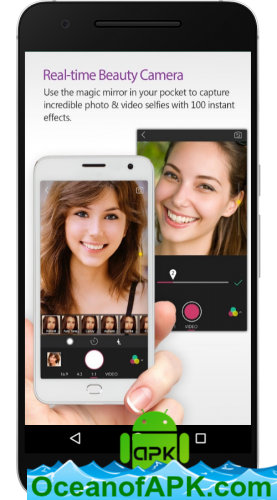 Real-time Beauty Camera
Use the magic mirror in your pocket to capture
incredible photo & video selfies with 100 instant
effects.
VIDEO
16:9 4:3 1:1 VIDEO
APK
OceanofAPK.com